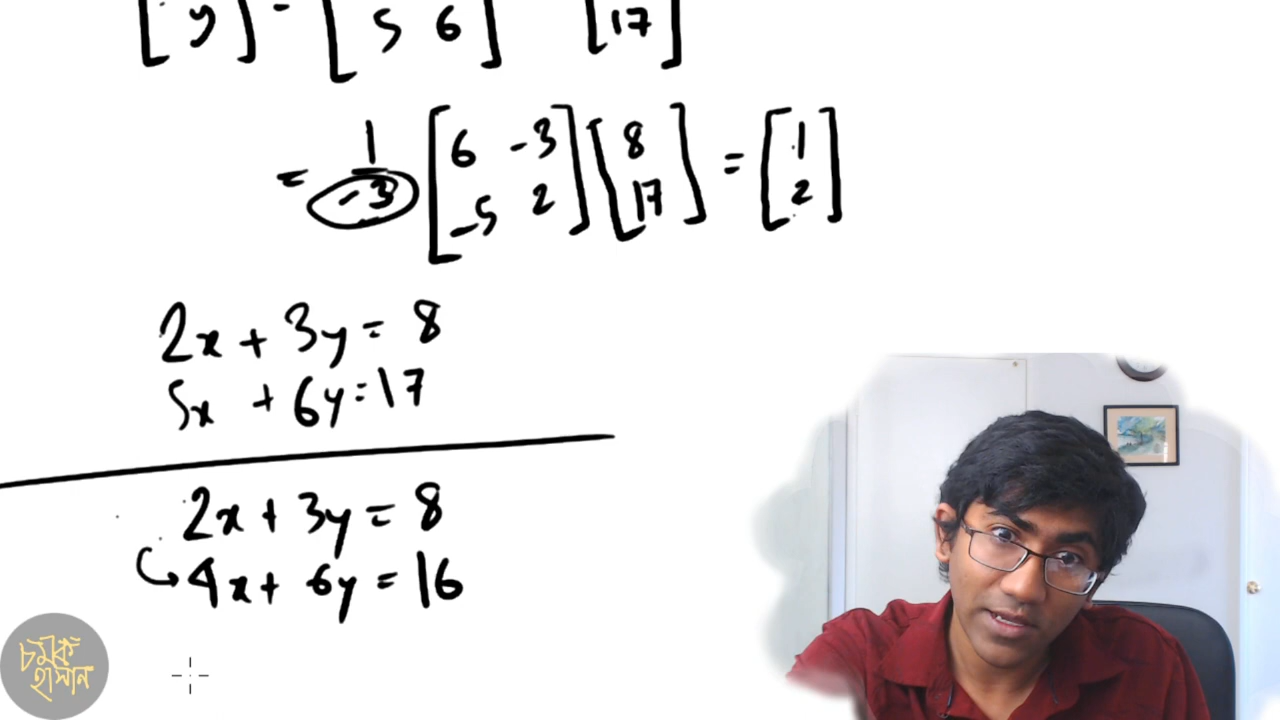 [y] = [5 6] [17]
= 1/-3 [6 -3 -5 2] [8 17] = [1 2]
2x + 3y = 8
5x + 6y = 17
2x + 3y = 8
4x + 6y = 16
চমক
হাসান